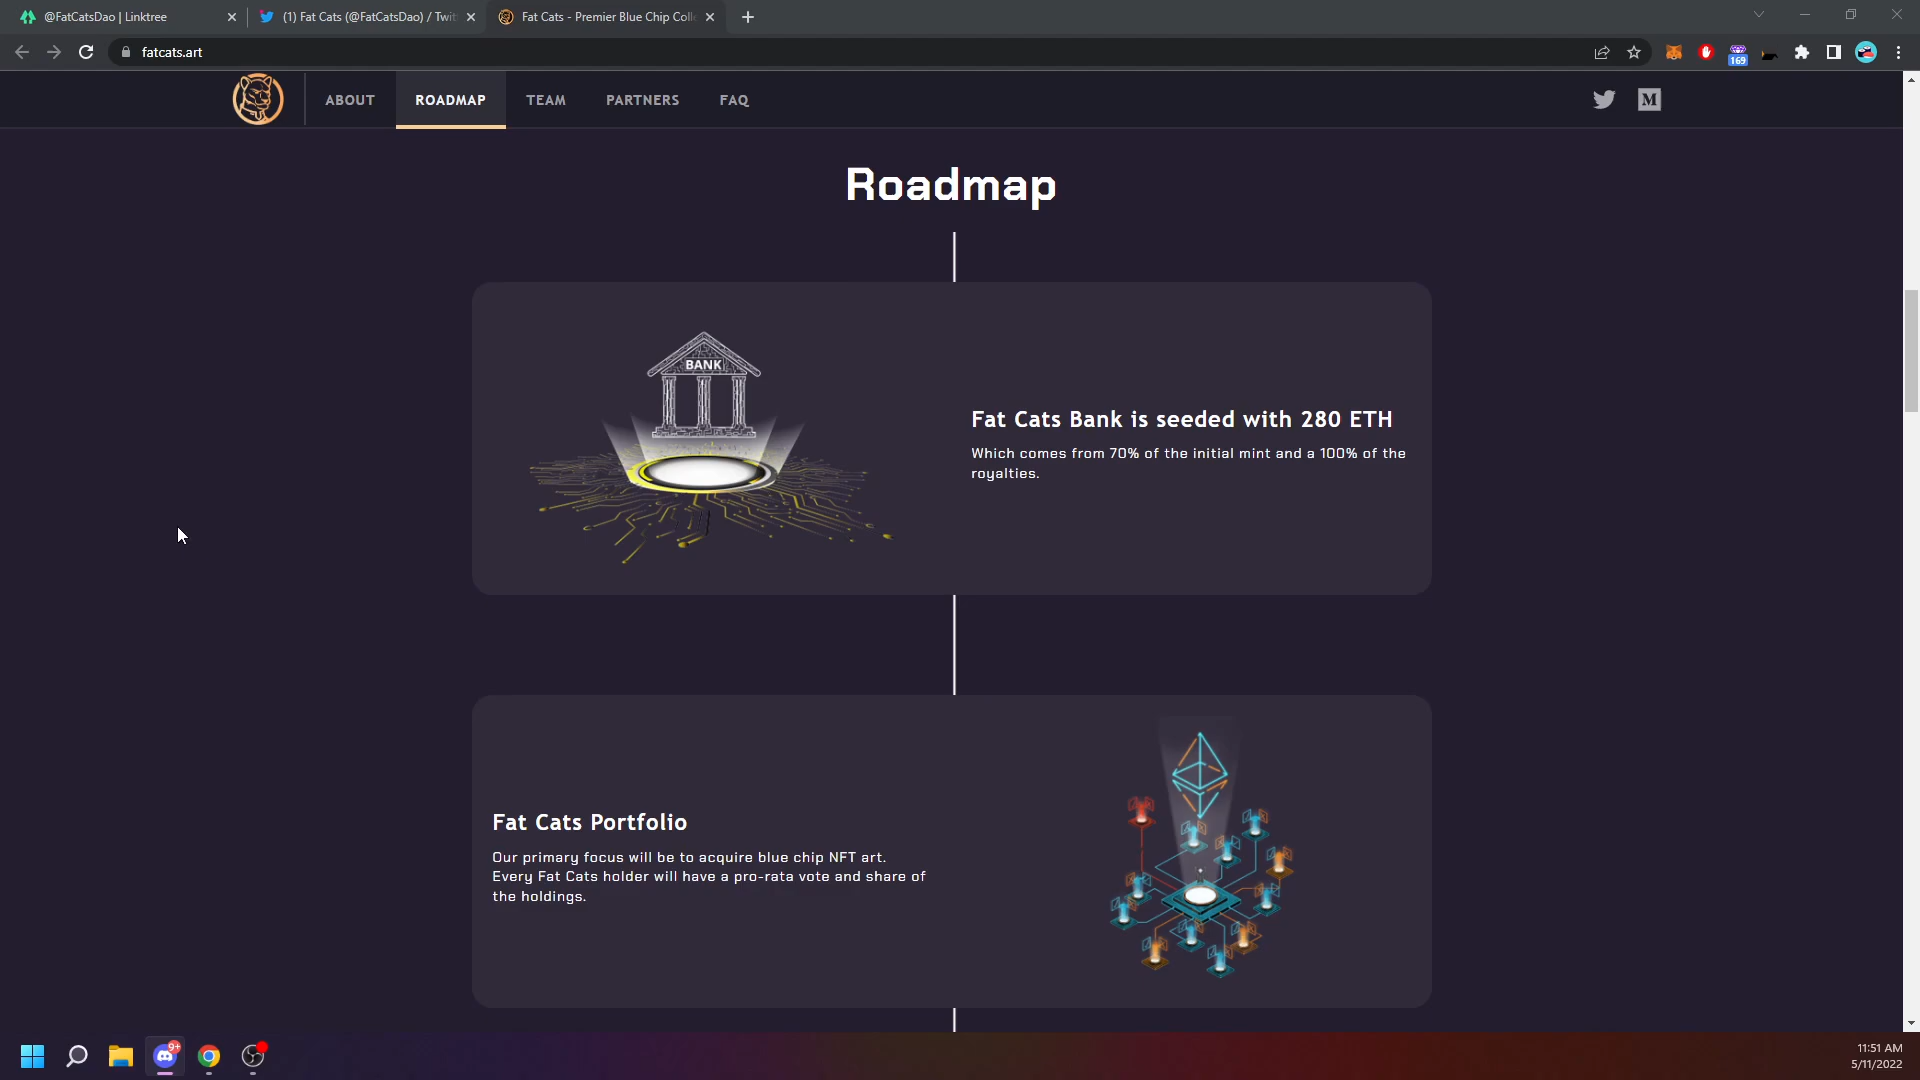 @FatCatsDao | Linktree
(1) Fat Cats (@FatCatsDao) / Twit
Fat Cats - Premier Blue Chip Coll
fatcats.art
169
ABOUT
ROADMAP
TEAM
PARTNERS
FAQ
M
Roadmap
BANK
Fat Cats Bank is seeded with 280 ETH
Which comes from 70% of the initial mint and a 100% of the
royalties.
Fat Cats Portfolio
Our primary focus will be to acquire blue chip NFT art.
Every Fat Cats holder will have a pro-rata vote and share of
the holdings.
9+
11:51 AM
5/11/2022